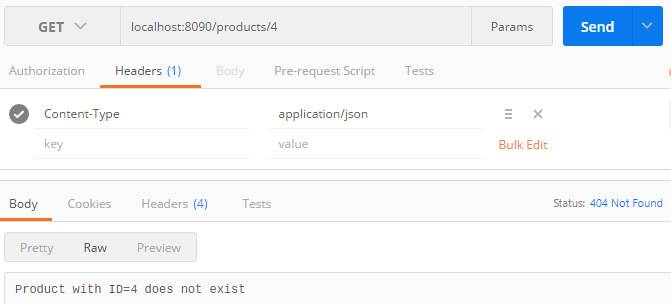 GET localhost:8090/products/4 Params Send
Authorization Headers (1) Body Pre-request Script Tests
Content-Type application/json
key value Bulk Edit
Body Cookies Headers (4) Tests Status: 404 Not Found
Pretty Raw Preview
Product with ID=4 does not exist